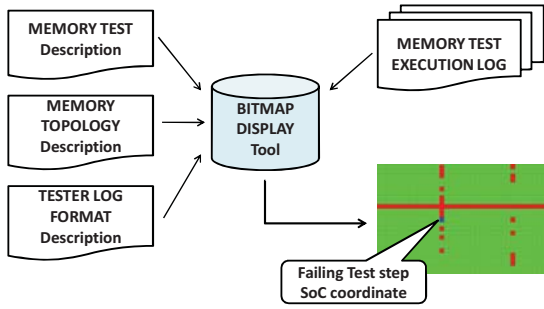 MEMORY TEST
Description
MEMORY
TOPOLOGY
Description
TESTER LOG
FORMAT
Description
BITMAP
DISPLAY
Tool
MEMORY TEST
EXECUTION LOG
Failing Test step
SoC coordinate